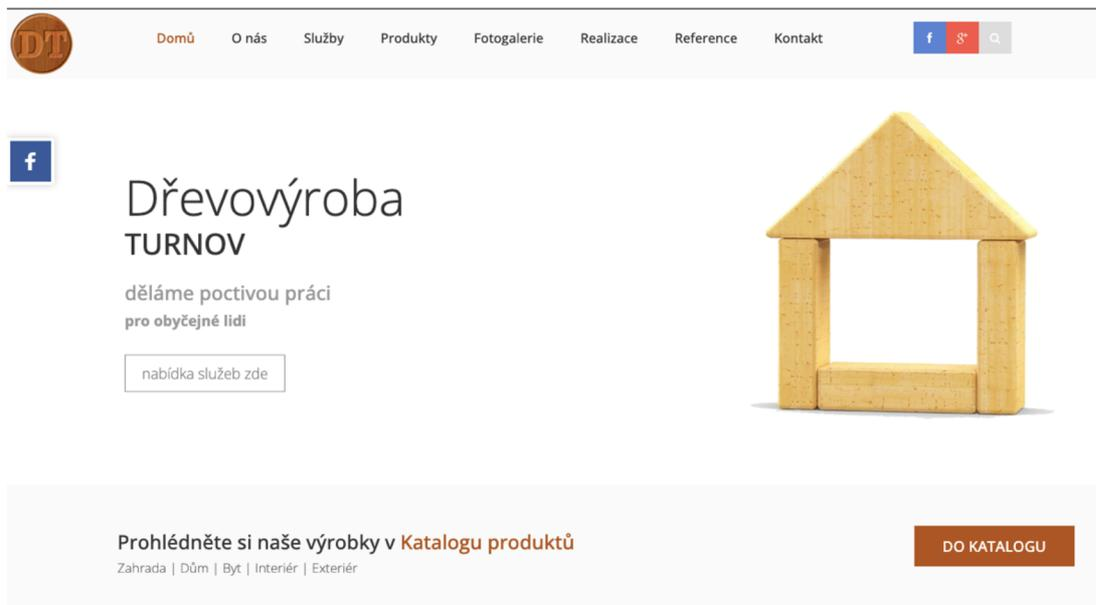 DT
Domů O nás Služby Produkty Fotogalerie Realizace Reference Kontakt
f g+
f
Dřevovýroba
TURNOV
děláme poctivou práci
pro obyčejné lidi
nabídka služeb zde
Prohlédněte si naše výrobky v Katalogu produktů
DO KATALOGU
Zahrada | Dům | Byt | Interiér | Exteriér